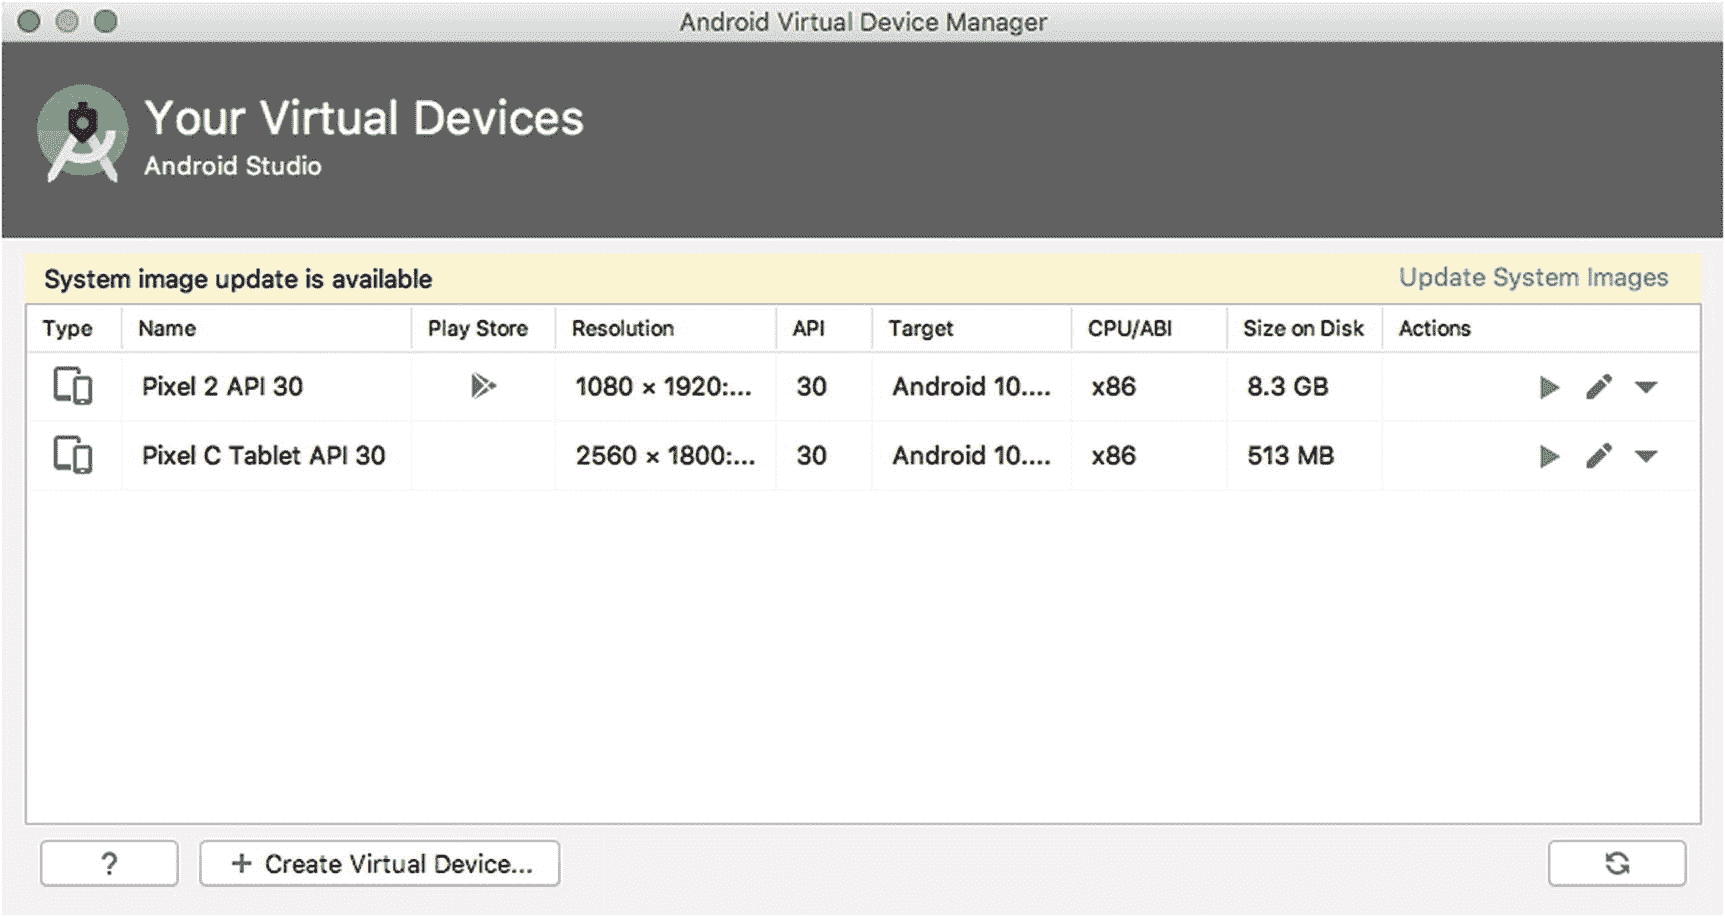 Android Virtual Device Manager
Your Virtual Devices
Android Studio
System image update is available Update System Images
Type Name Play Store Resolution API Target CPU/ABI Size on Disk Actions
Pixel 2 API 30 1080 × 1920:... 30 Android 10.... x86 8.3 GB
Pixel C Tablet API 30 2560 × 1800:... 30 Android 10.... x86 513 MB
? + Create Virtual Device...